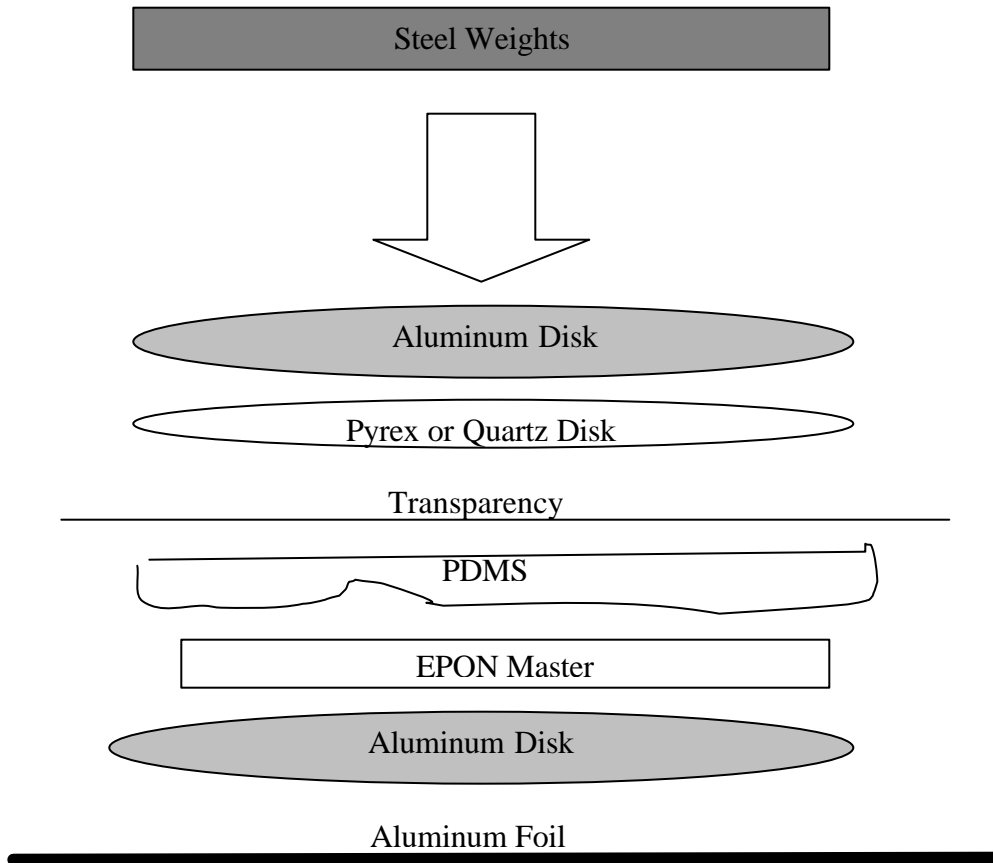 Steel Weights
Aluminum Disk
Pyrex or Quartz Disk
Transparency
PDMS
EPON Master
Aluminum Disk
Aluminum Foil